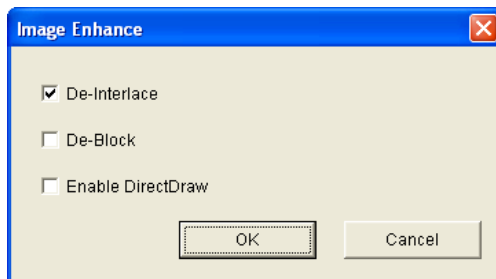 Image Enhance
De-Interlace
De-Block
Enable DirectDraw
OK Cancel